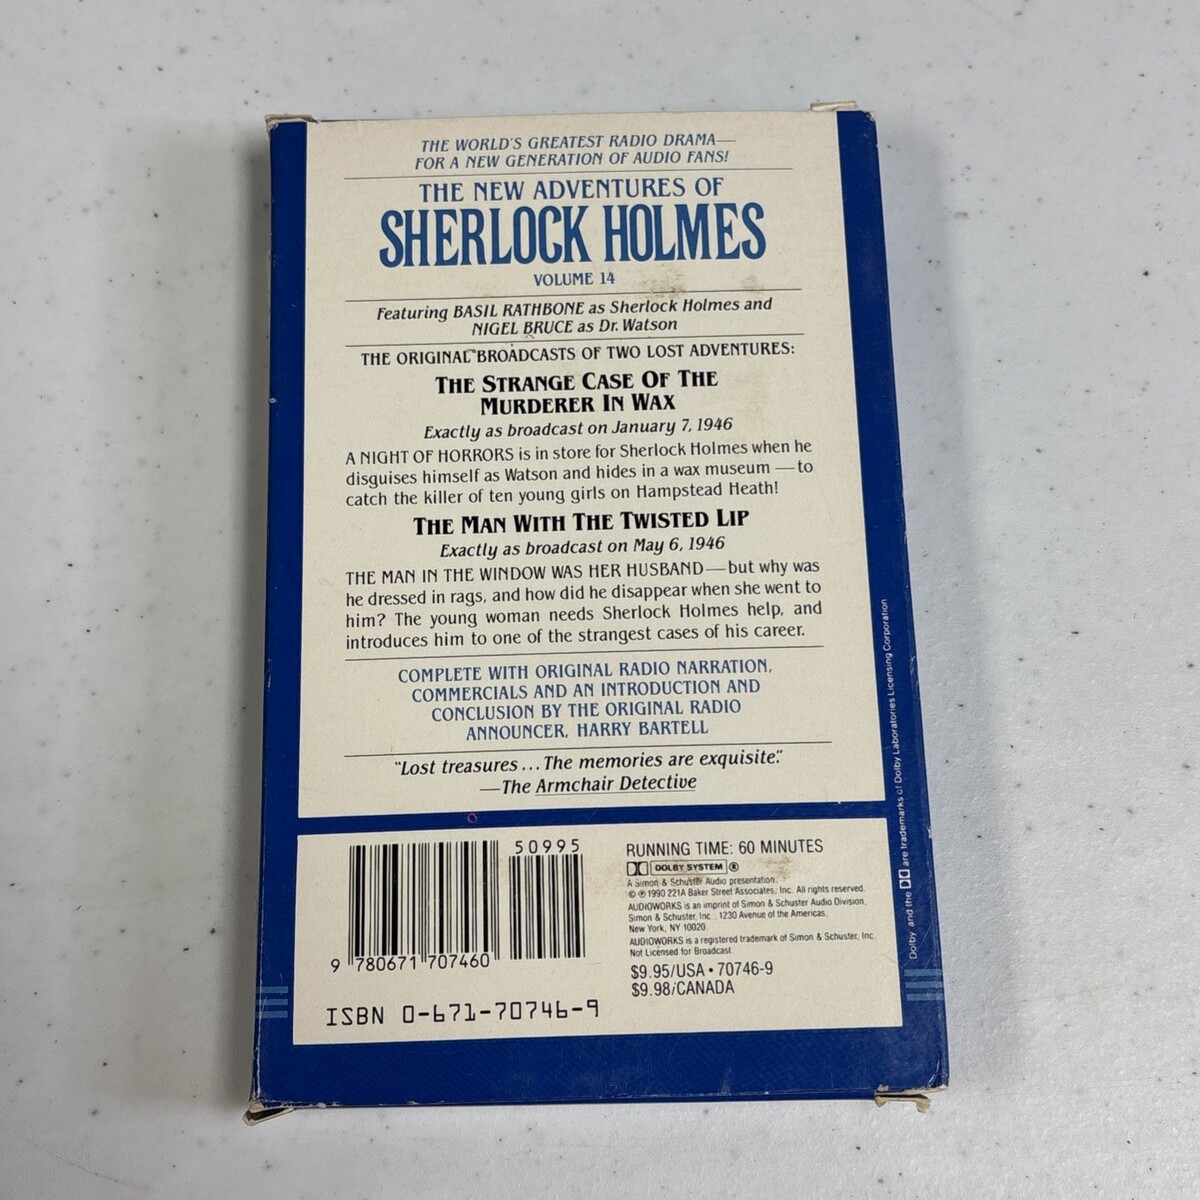 THE WORLD'S GREATEST RADIO DRAMA—
FOR A NEW GENERATION OF AUDIO FANS!
THE NEW ADVENTURES OF
SHERLOCK HOLMES
VOLUME 14
Featuring BASIL RATHBONE as Sherlock Holmes and
NIGEL BRUCE as Dr. Watson
THE ORIGINAL BROADCASTS OF TWO LOST ADVENTURES:
THE STRANGE CASE OF THE
MURDERER IN WAX
Exactly as broadcast on January 7, 1946
A NIGHT OF HORRORS is in store for Sherlock Holmes when he
disguises himself as Watson and hides in a wax museum—to
catch the killer of ten young girls on Hampstead Heath!
THE MAN WITH THE TWISTED LIP
Exactly as broadcast on May 6, 1946
THE MAN IN THE WINDOW WAS HER HUSBAND—but why was
he dressed in rags, and how did he disappear when she went to
him? The young woman needs Sherlock Holmes help, and
introduces him to one of the strangest cases of his career.
COMPLETE WITH ORIGINAL RADIO NARRATION,
COMMERCIALS AND AN INTRODUCTION AND
CONCLUSION BY THE ORIGINAL RADIO
ANNOUNCER, HARRY BARTELL
"Lost treasures...The memories are exquisite."
—The Armchair Detective
50995
9 780671 707460
ISBN 0-671-70746-9
RUNNING TIME: 60 MINUTES
DOLBY SYSTEM ®
A Simon & Schuster Audio presentation.
© ℗ 1990 221A Baker Street Associates, Inc. All rights reserved.
AUDIOWORKS is an imprint of Simon & Schuster Audio Division,
Simon & Schuster, Inc., 1230 Avenue of the Americas,
New York, NY 10020.
AUDIOWORKS is a registered trademark of Simon & Schuster, Inc.
Not Licensed for Broadcast.
$9.95/USA • 70746-9
$9.98/CANADA
Dolby and the DD are trademarks of Dolby Laboratories Licensing Corporation